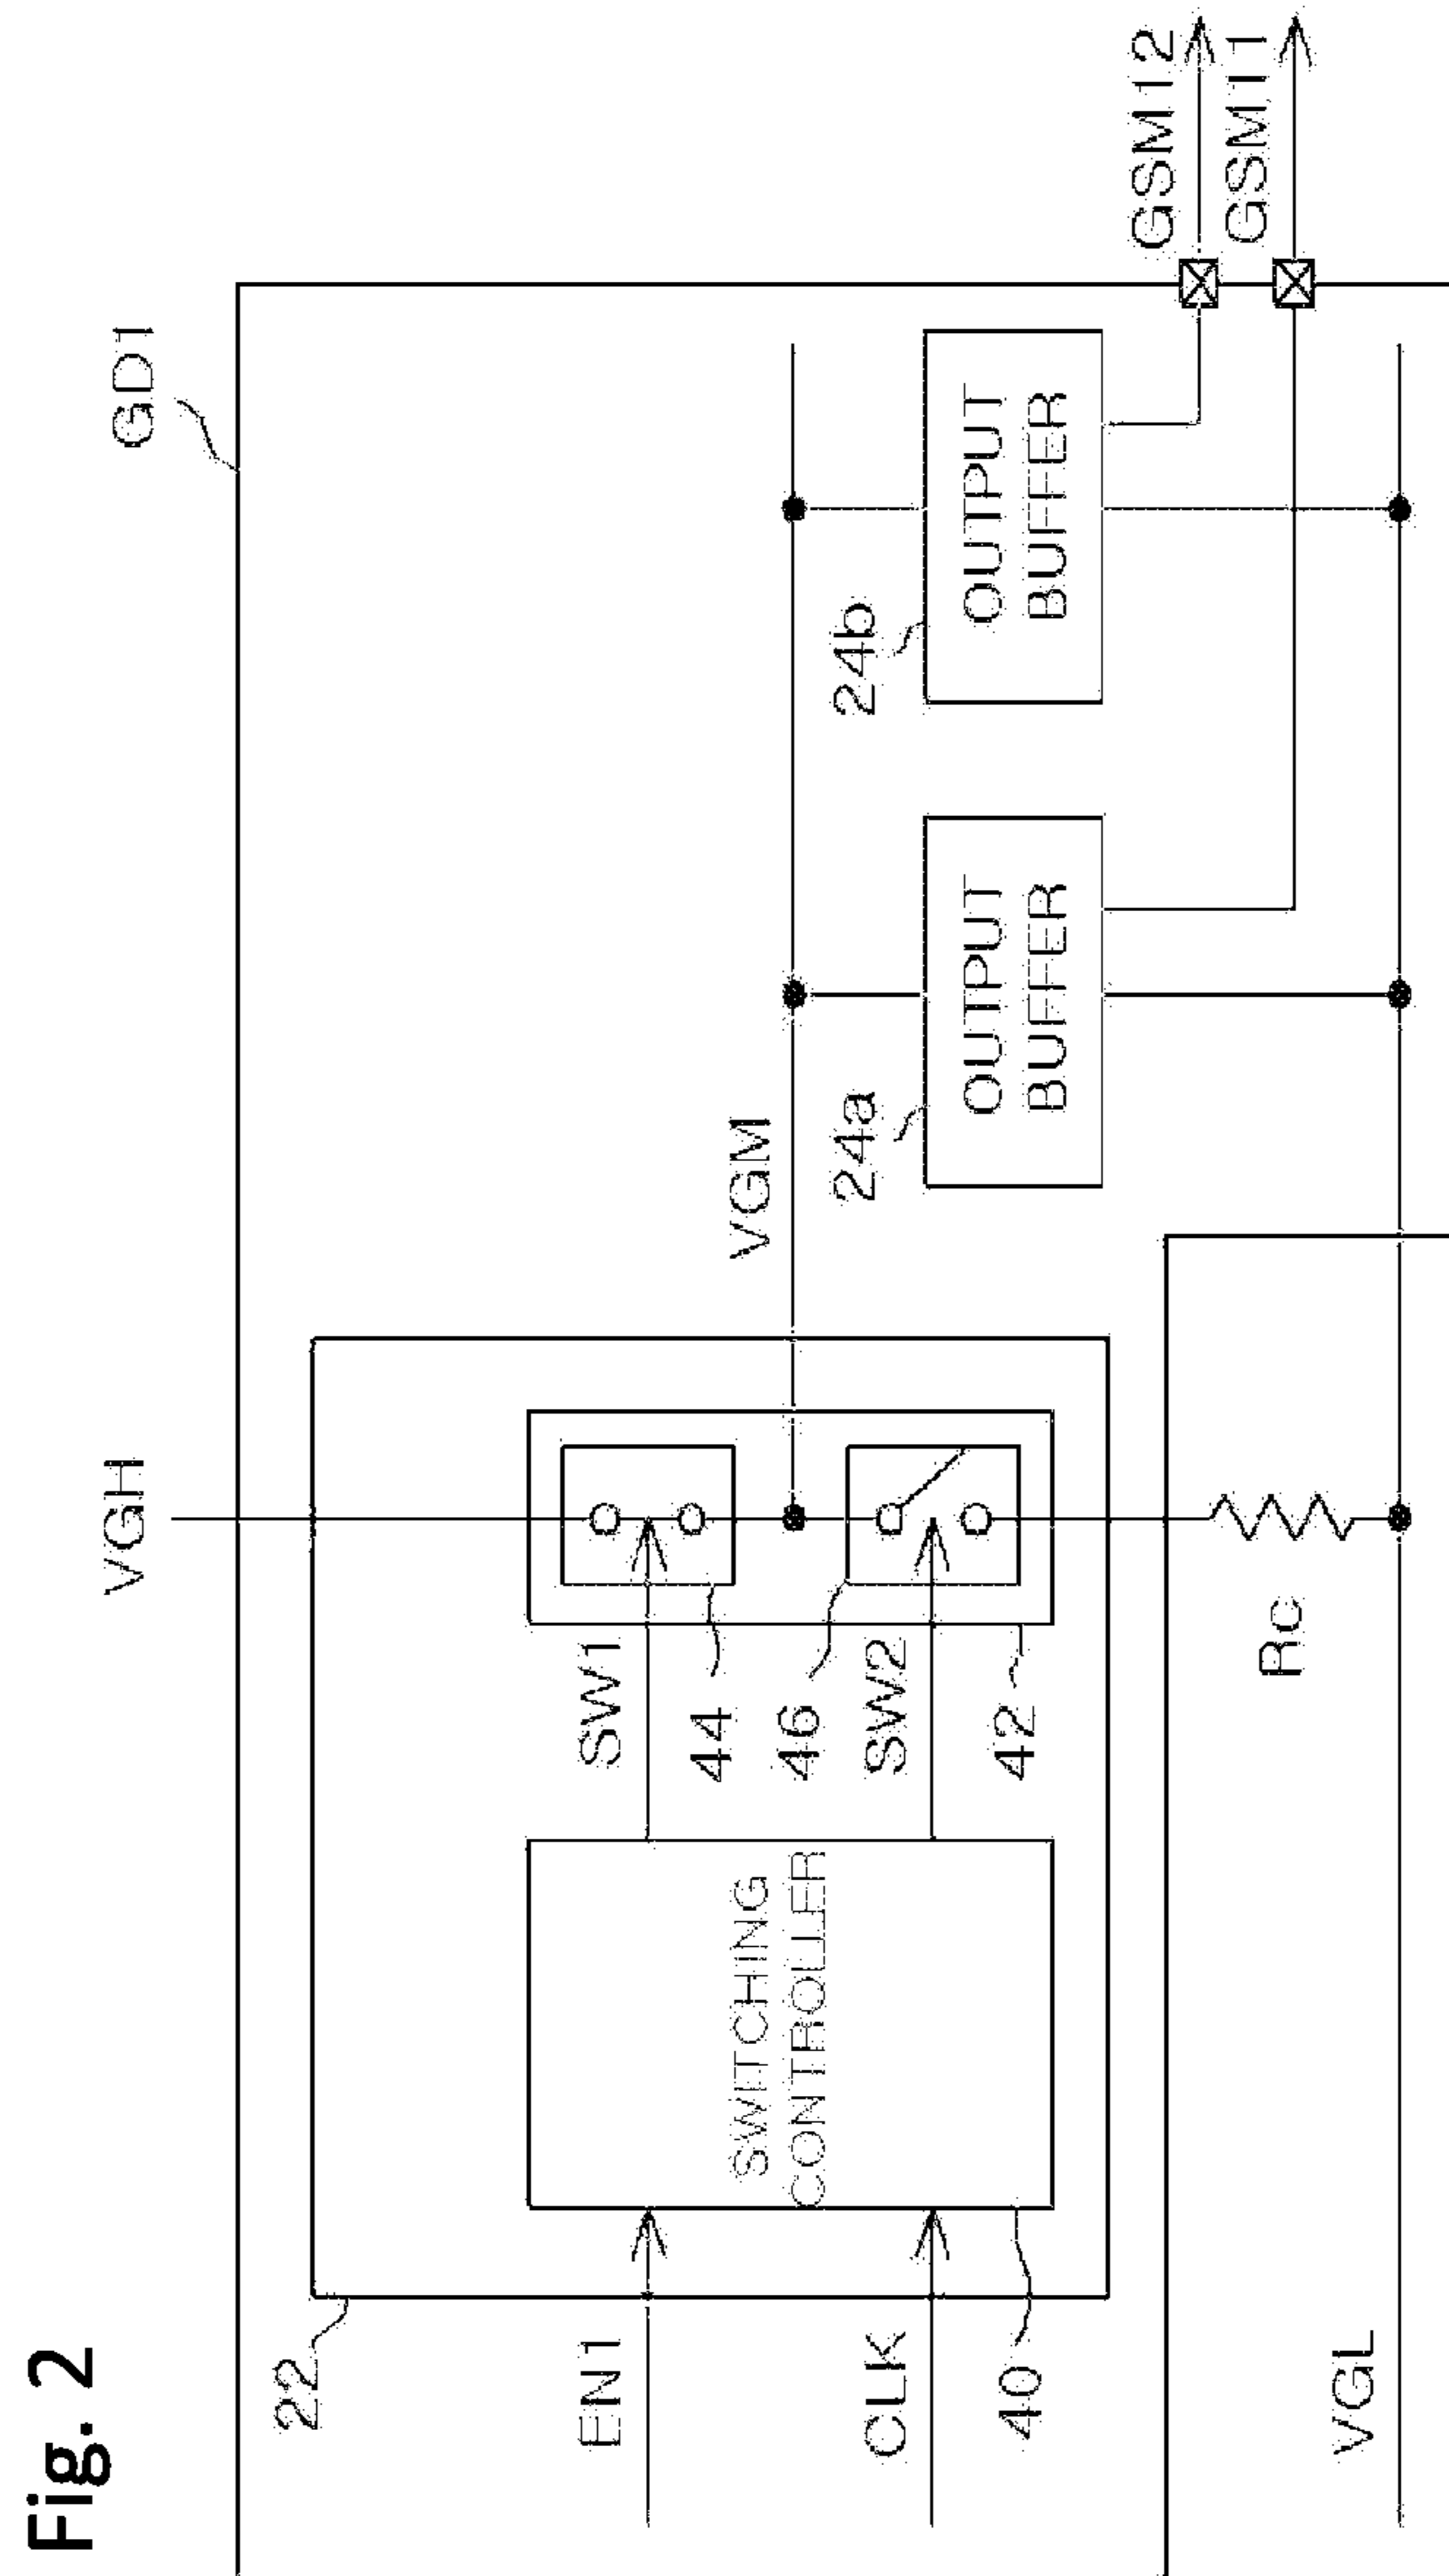 Fig. 2
VGH
GD1
22
EN1
CLK
40
SWITCHING
CONTROLLER
SW1
44
46
SW2
42
VGM
24a
OUTPUT
BUFFER
24b
OUTPUT
BUFFER
GSM12
GSM11
Rc
VGL